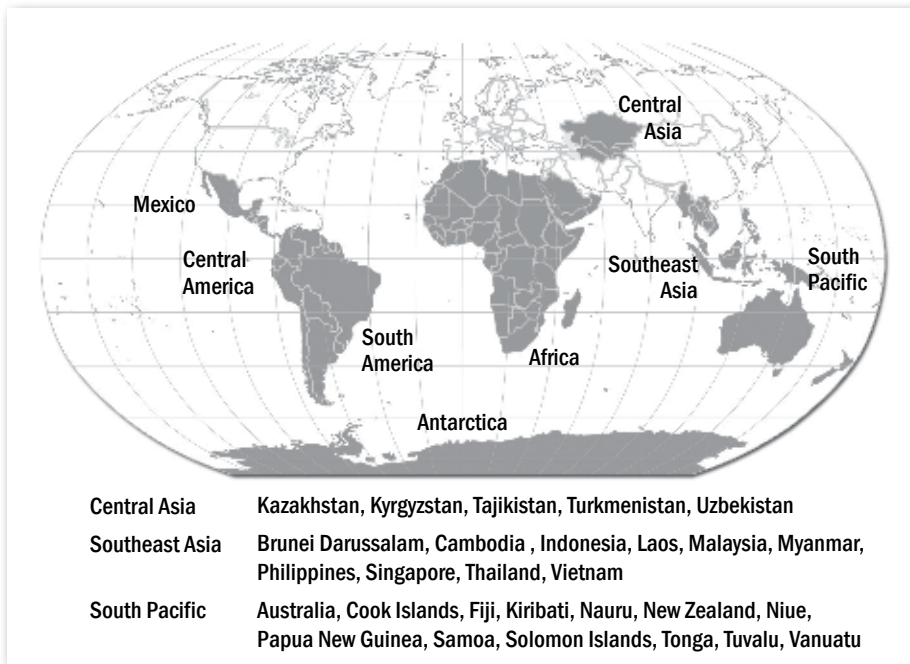 Central
Asia
Mexico
Central
America
Southeast
Asia
South
Pacific
South
America
Africa
Antarctica
Central Asia Kazakhstan, Kyrgyzstan, Tajikistan, Turkmenistan, Uzbekistan
Southeast Asia Brunei Darussalam, Cambodia , Indonesia, Laos, Malaysia, Myanmar,
Philippines, Singapore, Thailand, Vietnam
South Pacific Australia, Cook Islands, Fiji, Kiribati, Nauru, New Zealand, Niue,
Papua New Guinea, Samoa, Solomon Islands, Tonga, Tuvalu, Vanuatu